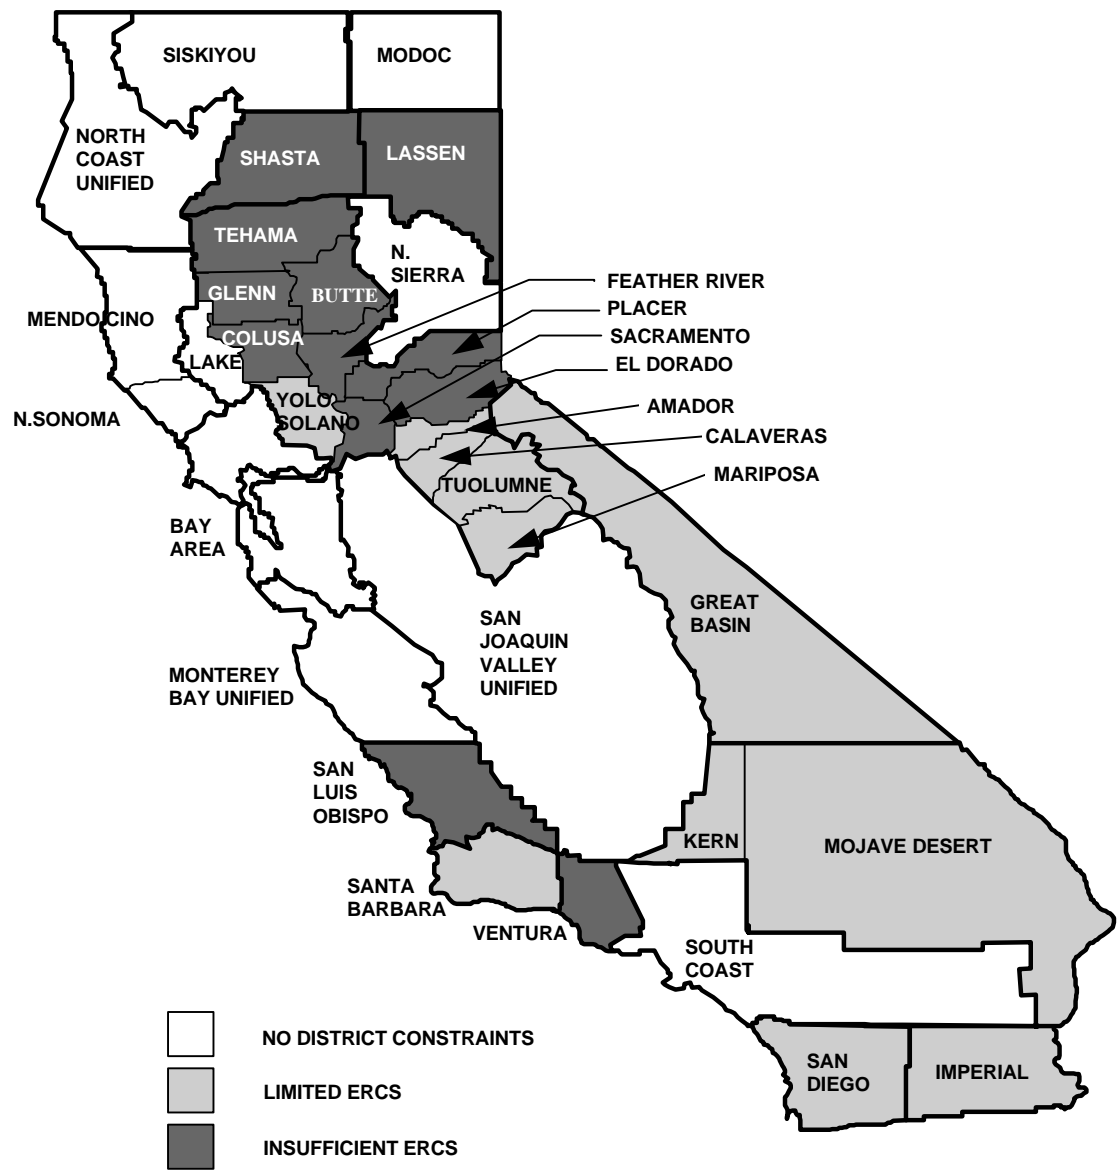 SISKIYOU
MODOC
NORTH
COAST
UNIFIED
SHASTA
LASSEN
TEHAMA
N.
SIERRA
GLENN
BUTTE
FEATHER RIVER
PLACER
MENDOCINO
COLUSA
SACRAMENTO
LAKE
EL DORADO
YOLO
SOLANO
AMADOR
N.SONOMA
CALAVERAS
MARIPOSA
TUOLUMNE
BAY
AREA
GREAT
BASIN
SAN
JOAQUIN
VALLEY
UNIFIED
MONTEREY
BAY UNIFIED
SAN
LUIS
OBISPO
KERN
MOJAVE DESERT
SANTA
BARBARA
VENTURA
SOUTH
COAST
NO DISTRICT CONSTRAINTS
SAN
DIEGO
IMPERIAL
LIMITED ERCS
INSUFFICIENT ERCS